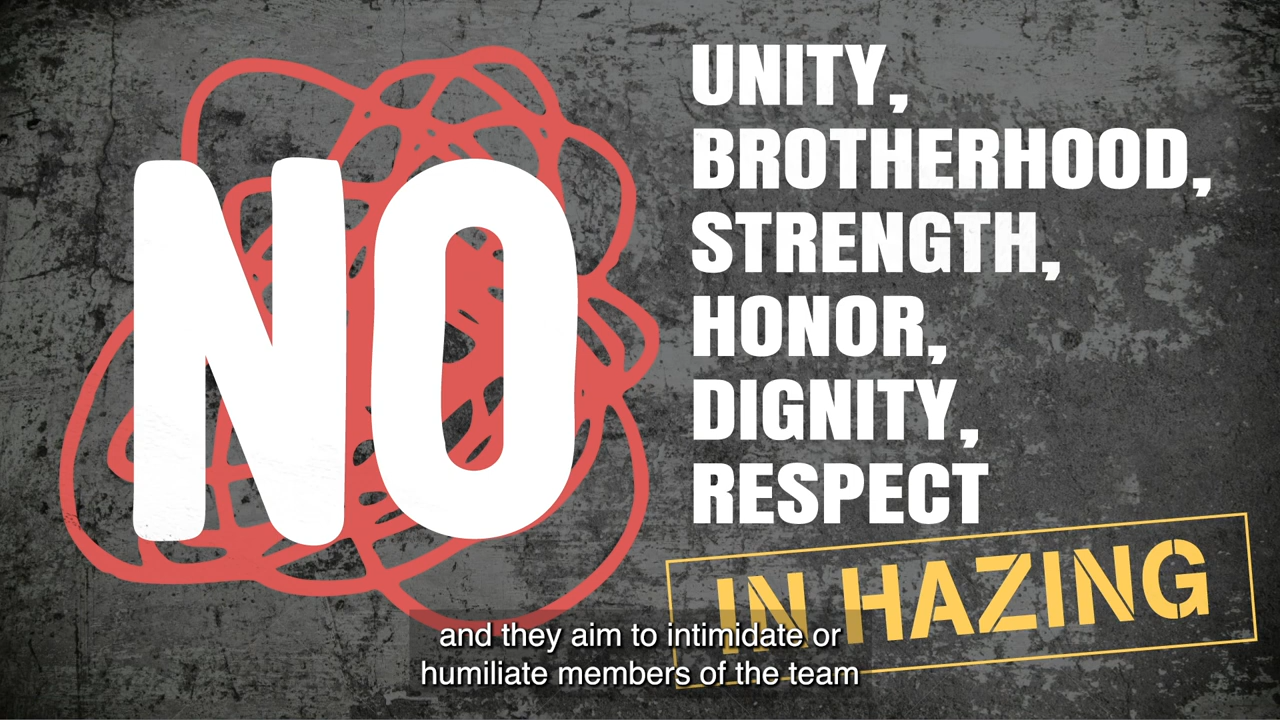 NO
UNITY,
BROTHERHOOD,
STRENGTH,
HONOR,
DIGNITY,
RESPECT
IN HAZING
and they aim to intimidate or
humiliate members of the team